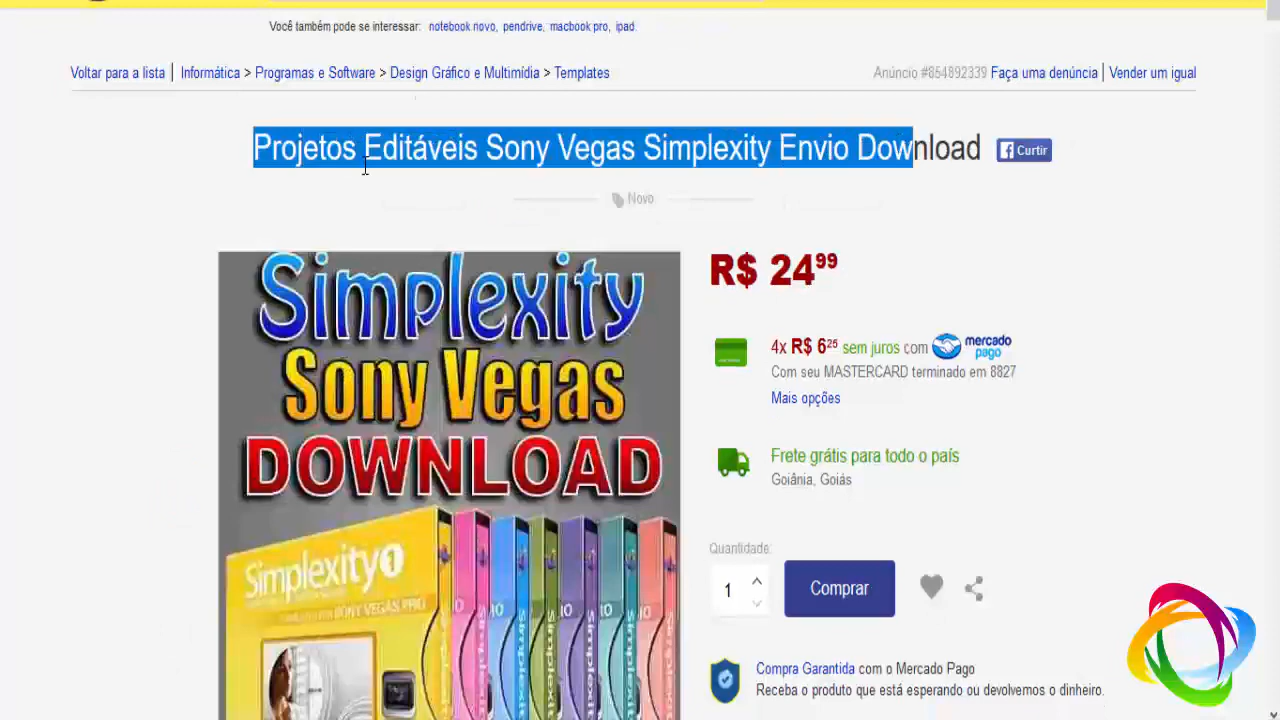 Você também pode se interessar: notebook novo, pendrive, macbook pro, ipad
Voltar para a lista | Informática > Programas e Software > Design Gráfico e Multimídia > Templates
Anúncio #854892339 Faça uma denúncia | Vender um igual
Projetos Editáveis Sony Vegas Simplexity Envio Download
Curtir
Novo
Simplexity
Sony Vegas
DOWNLOAD
Simplexity 1
R$ 24 99
4x R$ 6 25 sem juros com mercado pago
Com seu MASTERCARD terminado em 8827
Mais opções
Frete grátis para todo o país
Goiânia, Goiás
Quantidade:
1
Comprar
Compra Garantida com o Mercado Pago
Receba o produto que está esperando ou devolvemos o dinheiro.